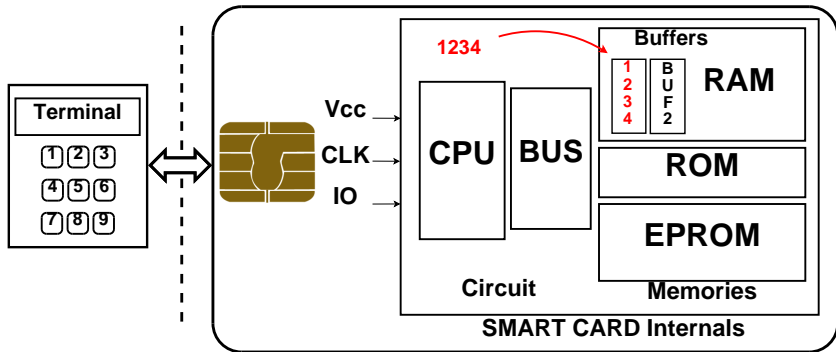 Terminal
1 2 3
4 5 6
7 8 9
Vcc
CLK
IO
1234
CPU
BUS
Buffers
1
2
3
4
B
U
F
2
RAM
ROM
EPROM
Circuit
Memories
SMART CARD Internals